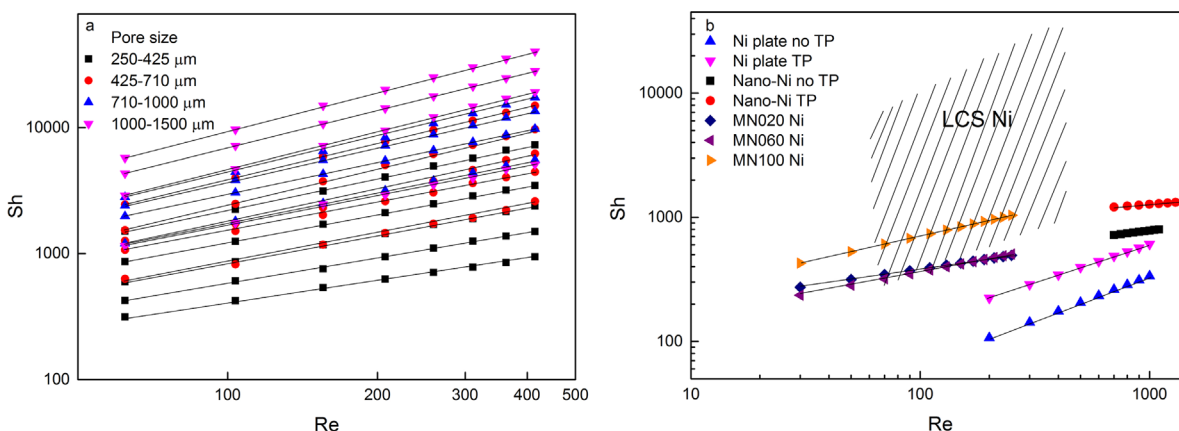 a
Pore size
250-425 μm
425-710 μm
710-1000 μm
1000-1500 μm
10000
1000
100
Sh
100
200
300
400
500
Re
b
Ni plate no TP
Ni plate TP
Nano-Ni no TP
Nano-Ni TP
MN020 Ni
MN060 Ni
MN100 Ni
LCS Ni
10000
1000
100
Sh
10
100
1000
Re